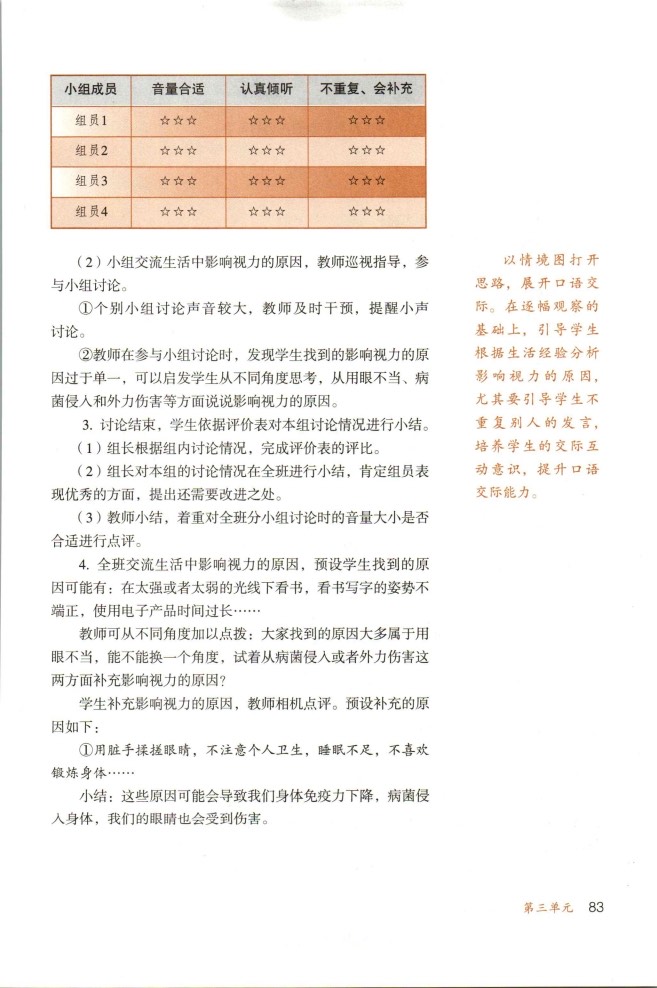 小组成员 音量合适 认真倾听 不重复、会补充
组员1 ☆☆☆ ☆☆☆ ☆☆☆
组员2 ☆☆☆ ☆☆☆ ☆☆☆
组员3 ☆☆☆ ☆☆☆ ☆☆☆
组员4 ☆☆☆ ☆☆☆ ☆☆☆
（2）小组交流生活中影响视力的原因，教师巡视指导，参
与小组讨论。
①个别小组讨论声音较大，教师及时干预，提醒小声
讨论。
②教师在参与小组讨论时，发现学生找到的影响视力的原
因过于单一，可以启发学生从不同角度思考，从用眼不当、病
菌侵入和外力伤害等方面说说影响视力的原因。
3. 讨论结束，学生依据评价表对本组讨论情况进行小结。
（1）组长根据组内讨论情况，完成评价表的评比。
（2）组长对本组的讨论情况在全班进行小结，肯定组员表
现优秀的方面，提出还需要改进之处。
（3）教师小结，着重对全班分小组讨论时的音量大小是否
合适进行点评。
4. 全班交流生活中影响视力的原因，预设学生找到的原
因可能有：在太强或者太弱的光线下看书，看书写字的姿势不
端正，使用电子产品时间过长……
教师可从不同角度加以点拨：大家找到的原因大多属于用
眼不当，能不能换一个角度，试着从病菌侵入或者外力伤害这
两方面补充影响视力的原因？
学生补充影响视力的原因，教师相机点评。预设补充的原
因如下：
①用脏手揉搓眼睛，不注意个人卫生，睡眠不足，不喜欢
锻炼身体……
小结：这些原因可能会导致我们身体免疫力下降，病菌侵
入身体，我们的眼睛也会受到伤害。
以情境图打开
思路，展开口语交
际。在逐幅观察的
基础上，引导学生
根据生活经验分析
影响视力的原因，
尤其要引导学生不
重复别人的发言，
培养学生的交际互
动意识，提升口语
交际能力。
第三单元 83